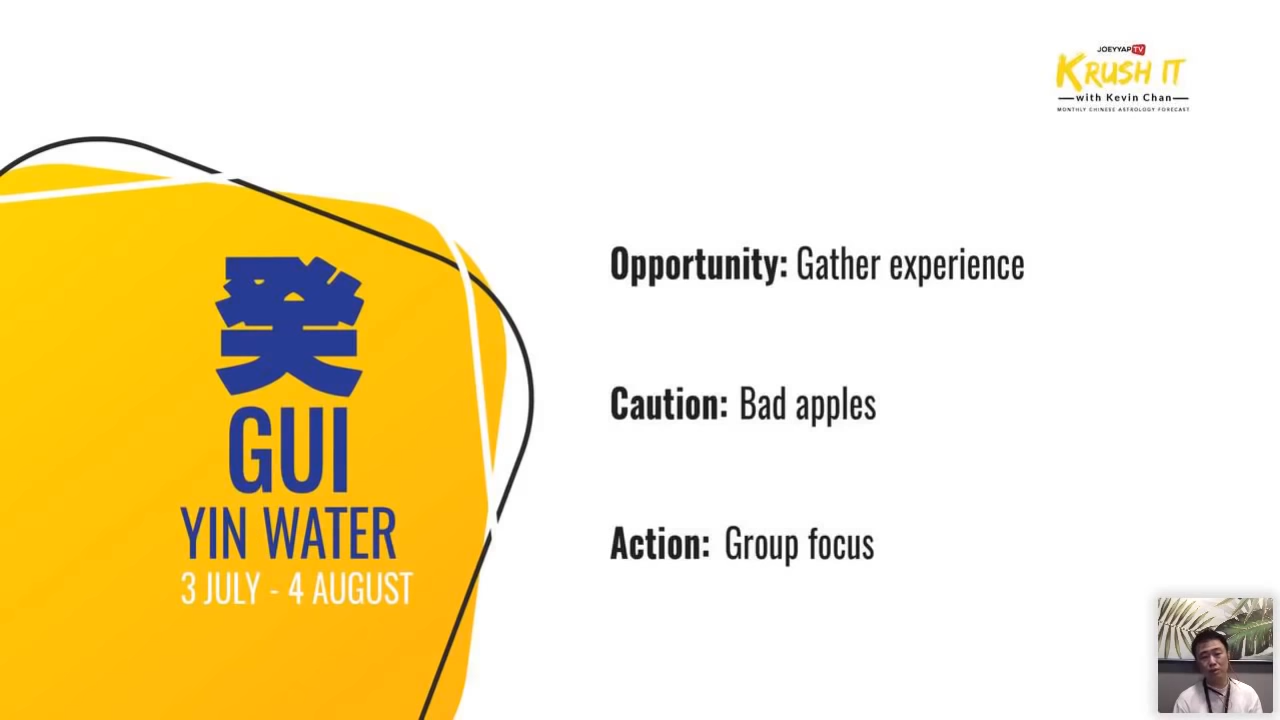 JOEYYAP TV
KRUSH IT
with Kevin Chan
MONTHLY CHINESE ASTROLOGY FORECAST
癸
GUI
YIN WATER
3 JULY - 4 AUGUST
Opportunity: Gather experience
Caution: Bad apples
Action: Group focus